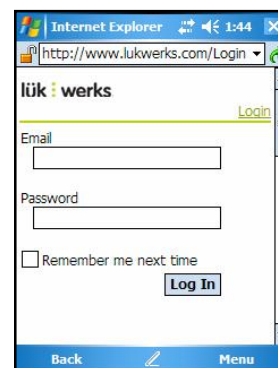 Internet Explorer 1:44
http://www.lukwerks.com/Login
lük werks
Login
Email
Password
Remember me next time
Log In
Back Menu